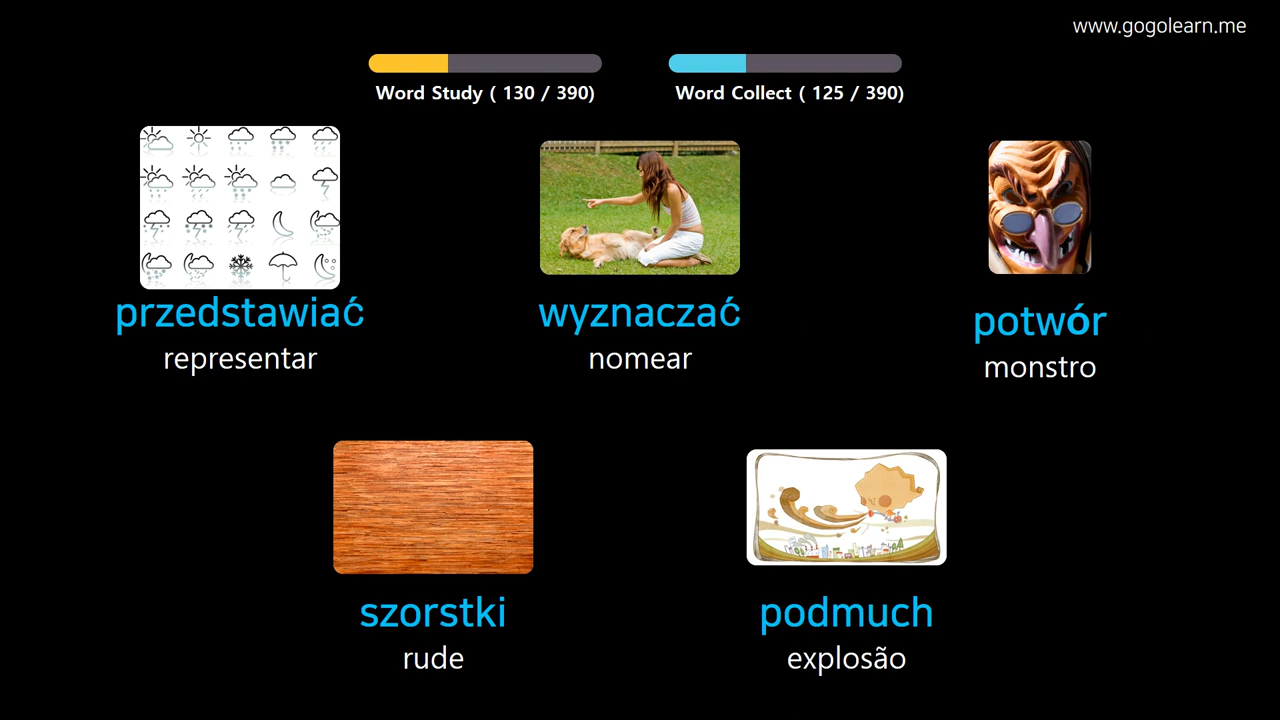 www.gogolearn.me
Word Study ( 130 / 390)
Word Collect ( 125 / 390)
przedstawiać
representar
wyznaczać
nomear
potwór
monstro
szorstki
rude
podmuch
explosão